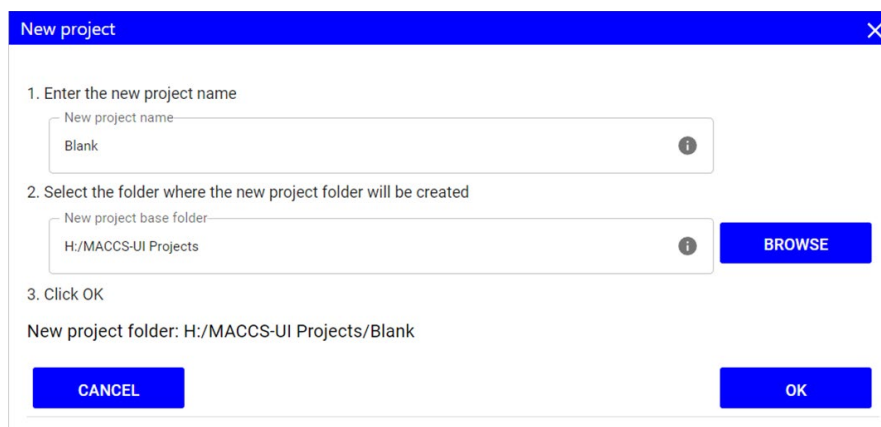 New project
1. Enter the new project name
New project name
Blank
2. Select the folder where the new project folder will be created
New project base folder
H:/MACCS-UI Projects
BROWSE
3. Click OK
New project folder: H:/MACCS-UI Projects/Blank
CANCEL
OK